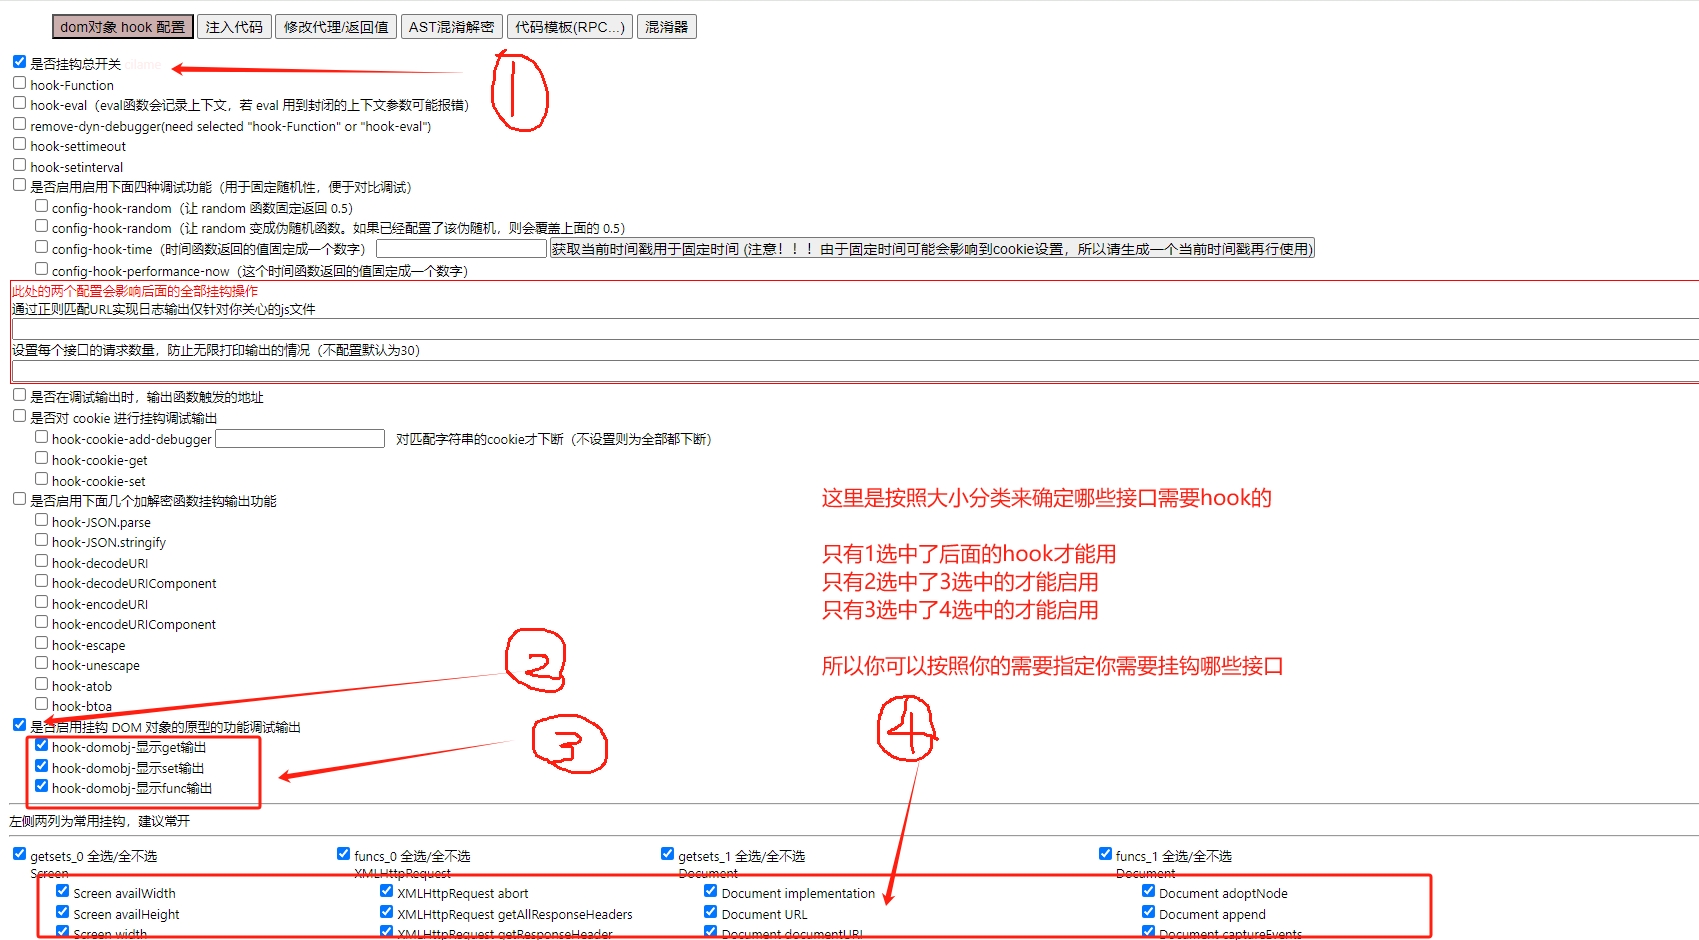 dom对象 hook 配置 注入代码 修改代理/返回值 AST混淆解密 代码模板(RPC...) 混淆器
是否挂钩总开关
①
hook-Function
hook-eval（eval函数会记录上下文，若 eval 用到封闭的上下文参数可能报错）
remove-dyn-debugger(need selected "hook-Function" or "hook-eval")
hook-settimeout
hook-setinterval
是否启用启用下面四种调试功能（用于固定随机性，便于对比调试）
config-hook-random（让 random 函数固定返回 0.5）
config-hook-random（让 random 变成伪随机函数。如果已经配置了该伪随机，则会覆盖上面的 0.5）
config-hook-time（时间函数返回的值固定成一个数字） 获取当前时间戳用于固定时间 (注意！！！由于固定时间可能会影响到cookie设置，所以请生成一个当前时间戳再行使用)
config-hook-performance-now（这个时间函数返回的值固定成一个数字）
此处的两个配置会影响后面的全部挂钩操作
通过正则匹配URL实现日志输出仅针对你关心的js文件
设置每个接口的请求数量，防止无限打印输出的情况（不配置默认为30）
是否在调试输出时，输出函数触发的地址
是否对 cookie 进行挂钩调试输出
hook-cookie-add-debugger 对匹配字符串的cookie才下断（不设置则为全部都下断）
hook-cookie-get
hook-cookie-set
是否启用下面几个加解密函数挂钩输出功能
这里是按照大小分类来确定哪些接口需要hook的
hook-JSON.parse
hook-JSON.stringify
只有1选中了后面的hook才能用
hook-decodeURI
hook-decodeURIComponent
只有2选中了3选中的才能启用
hook-encodeURI
只有3选中了4选中的才能启用
hook-encodeURIComponent
hook-escape
hook-unescape
②
所以你可以按照你的需要指定你需要挂钩哪些接口
hook-atob
hook-btoa
是否启用挂钩 DOM 对象的原型的功能调试输出
④
hook-domobj-显示get输出
③
hook-domobj-显示set输出
hook-domobj-显示func输出
左侧两列为常用挂钩，建议常开
getsets_0 全选/全不选 funcs_0 全选/全不选 getsets_1 全选/全不选 funcs_1 全选/全不选
Screen XMLHttpRequest Document Document
Screen availWidth XMLHttpRequest abort Document implementation Document adoptNode
Screen availHeight XMLHttpRequest getAllResponseHeaders Document URL Document append
Screen width XMLHttpRequest getResponseHeader Document documentURI Document captureEvents